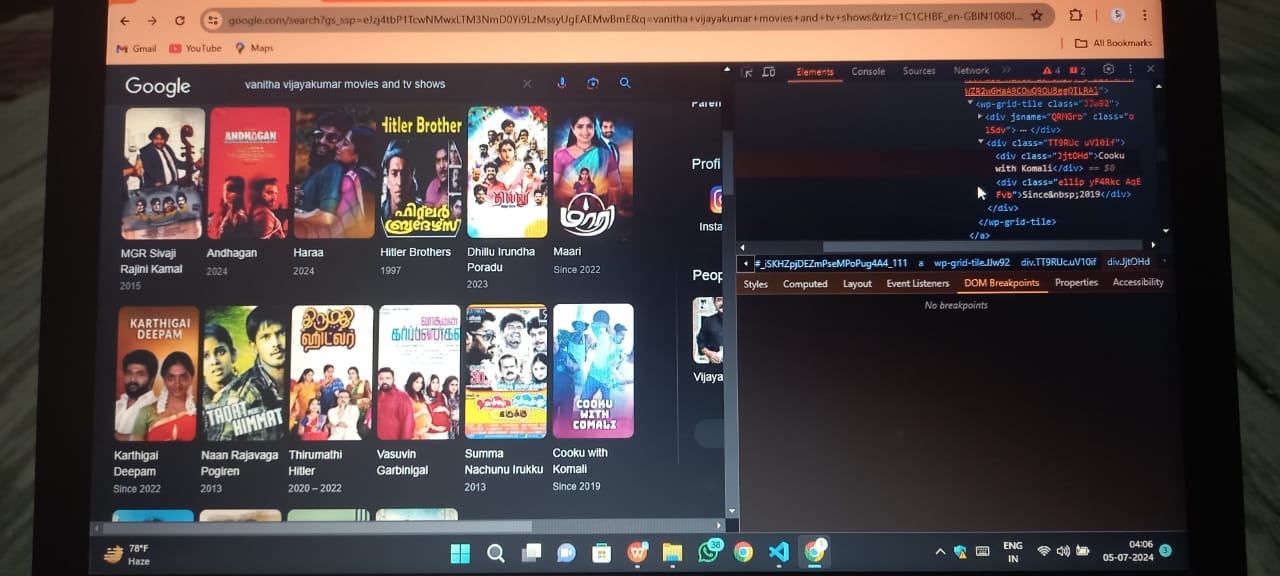 google.com/search?gs_ssp=eJzj4tbP1TcwNMwxLTM3NmD0Yi9LzMssyUgEAEMwBmE&q=vanitha+vijayakumar+movies+and+tv+shows&rlz=1C1CHBF_en-GBIN1080I...
Gmail YouTube Maps All Bookmarks
Google vanitha vijayakumar movies and tv shows
Elements Console Sources Network 4 2
<wp-grid-tile class="JJw92">
<div jsname="QRMGrb" class="o
1Sdv"> … </div>
<div class="TT9RUc uV10if">
<div class="JjtOHd">Cooku
with Komali</div> == $0
<div class="ellip yF4Rkc AqE
Fvb">Since&nbsp;2019</div>
</div>
</wp-grid-tile>
</a>
#_iSKHZpjDEZmPseMPoPug4A4_111 a wp-grid-tile.JJw92 div.TT9RUc.uV10if div.JjtOHd
Styles Computed Layout Event Listeners DOM Breakpoints Properties Accessibility
No breakpoints
Profi
Insta
Peop
Vijaya
ANDHAGAN
Hitler Brother
ഹിറ്റ്ലർ
ബ്രദേഴ്സ്
மாரி
MGR Sivaji
Rajini Kamal
2015
Andhagan
2024
Haraa
2024
Hitler Brothers
1997
Dhillu Irundha
Poradu
2023
Maari
Since 2022
KARTHIGAI
DEEPAM
TAQAT
HIMMAT
திருமதி
ஹிட்லர்
COOKU
WITH
COMALI
Karthigai
Deepam
Since 2022
Naan Rajavaga
Pogiren
2013
Thirumathi
Hitler
2020 – 2022
Vasuvin
Garbinigal
Summa
Nachunu Irukku
2013
Cooku with
Komali
Since 2019
78°F
Haze
38
ENG
IN
04:06
05-07-2024
3